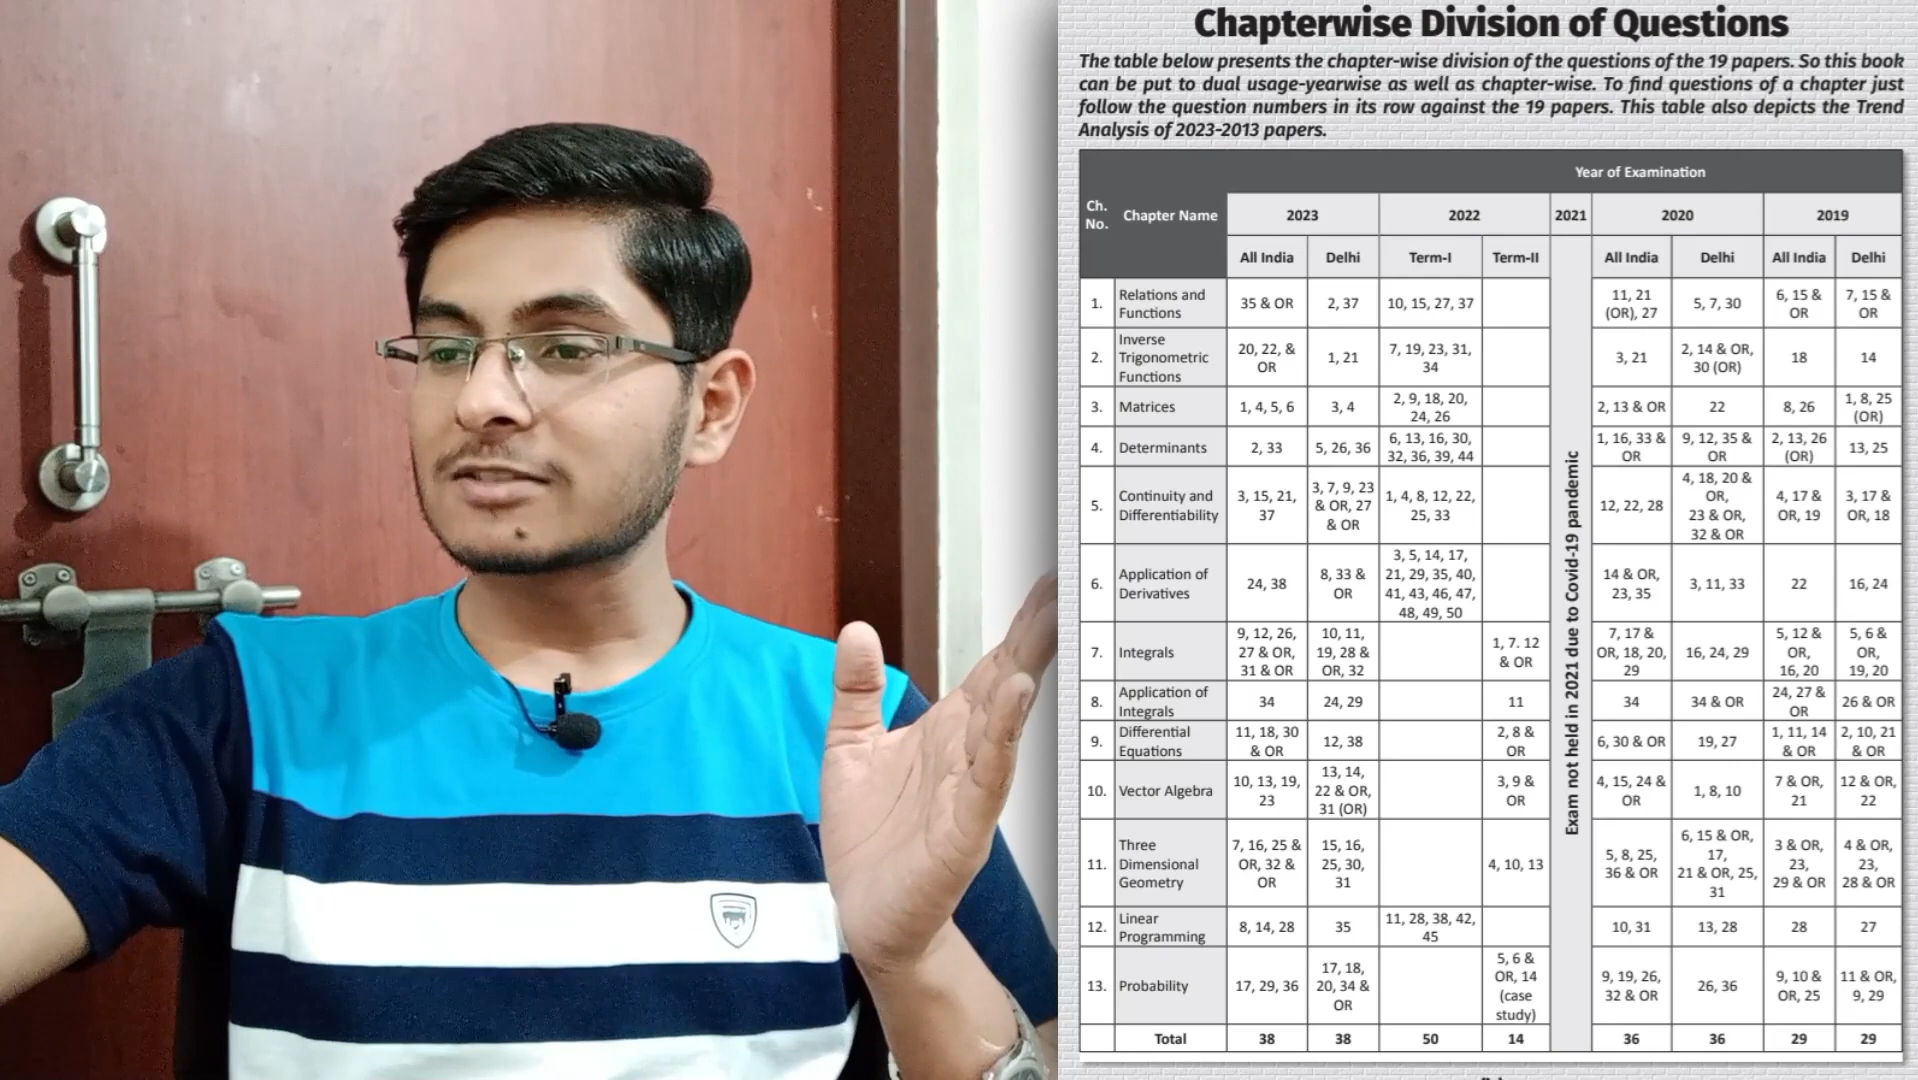 Chapterwise Division of Questions
The table below presents the chapter-wise division of the questions of the 19 papers. So this book
can be put to dual usage-yearwise as well as chapter-wise. To find questions of a chapter just
follow the question numbers in its row against the 19 papers. This table also depicts the Trend
Analysis of 2023-2013 papers.
Ch. No. Chapter Name Year of Examination
2023 2022 2021 2020 2019
All India Delhi Term-I Term-II All India Delhi All India Delhi
Exam not held in 2021 due to Covid-19 pandemic
1. Relations and Functions 35 & OR 2, 37 10, 15, 27, 37 11, 21 (OR), 27 5, 7, 30 6, 15 & OR 7, 15 & OR
2. Inverse Trigonometric Functions 20, 22, & OR 1, 21 7, 19, 23, 31, 34 3, 21 2, 14 & OR, 30 (OR) 18 14
3. Matrices 1, 4, 5, 6 3, 4 2, 9, 18, 20, 24, 26 2, 13 & OR 22 8, 26 1, 8, 25 (OR)
4. Determinants 2, 33 5, 26, 36 6, 13, 16, 30, 32, 36, 39, 44 1, 16, 33 & OR 9, 12, 35 & OR 2, 13, 26 (OR) 13, 25
5. Continuity and Differentiability 3, 15, 21, 37 3, 7, 9, 23 & OR, 27 & OR 1, 4, 8, 12, 22, 25, 33 12, 22, 28 4, 18, 20 & OR, 23 & OR, 32 & OR 4, 17 & OR, 19 3, 17 & OR, 18
6. Application of Derivatives 24, 38 8, 33 & OR 3, 5, 14, 17, 21, 29, 35, 40, 41, 43, 46, 47, 48, 49, 50 14 & OR, 23, 35 3, 11, 33 22 16, 24
7. Integrals 9, 12, 26, 27 & OR, 31 & OR 10, 11, 19, 28 & OR, 32 1, 7. 12 & OR 7, 17 & OR, 18, 20, 29 16, 24, 29 5, 12 & OR, 16, 20 5, 6 & OR, 19, 20
8. Application of Integrals 34 24, 29 11 34 34 & OR 24, 27 & OR 26 & OR
9. Differential Equations 11, 18, 30 & OR 12, 38 2, 8 & OR 6, 30 & OR 19, 27 1, 11, 14 & OR 2, 10, 21 & OR
10. Vector Algebra 10, 13, 19, 23 13, 14, 22 & OR, 31 (OR) 3, 9 & OR 4, 15, 24 & OR 1, 8, 10 7 & OR, 21 12 & OR, 22
11. Three Dimensional Geometry 7, 16, 25 & OR, 32 & OR 15, 16, 25, 30, 31 4, 10, 13 5, 8, 25, 36 & OR 6, 15 & OR, 17, 21 & OR, 25, 31 3 & OR, 23, 29 & OR 4 & OR, 23, 28 & OR
12. Linear Programming 8, 14, 28 35 11, 28, 38, 42, 45 10, 31 13, 28 28 27
13. Probability 17, 29, 36 17, 18, 20, 34 & OR 5, 6 & OR, 14 (case study) 9, 19, 26, 32 & OR 26, 36 9, 10 & OR, 25 11 & OR, 9, 29
Total 38 38 50 14 36 36 29 29